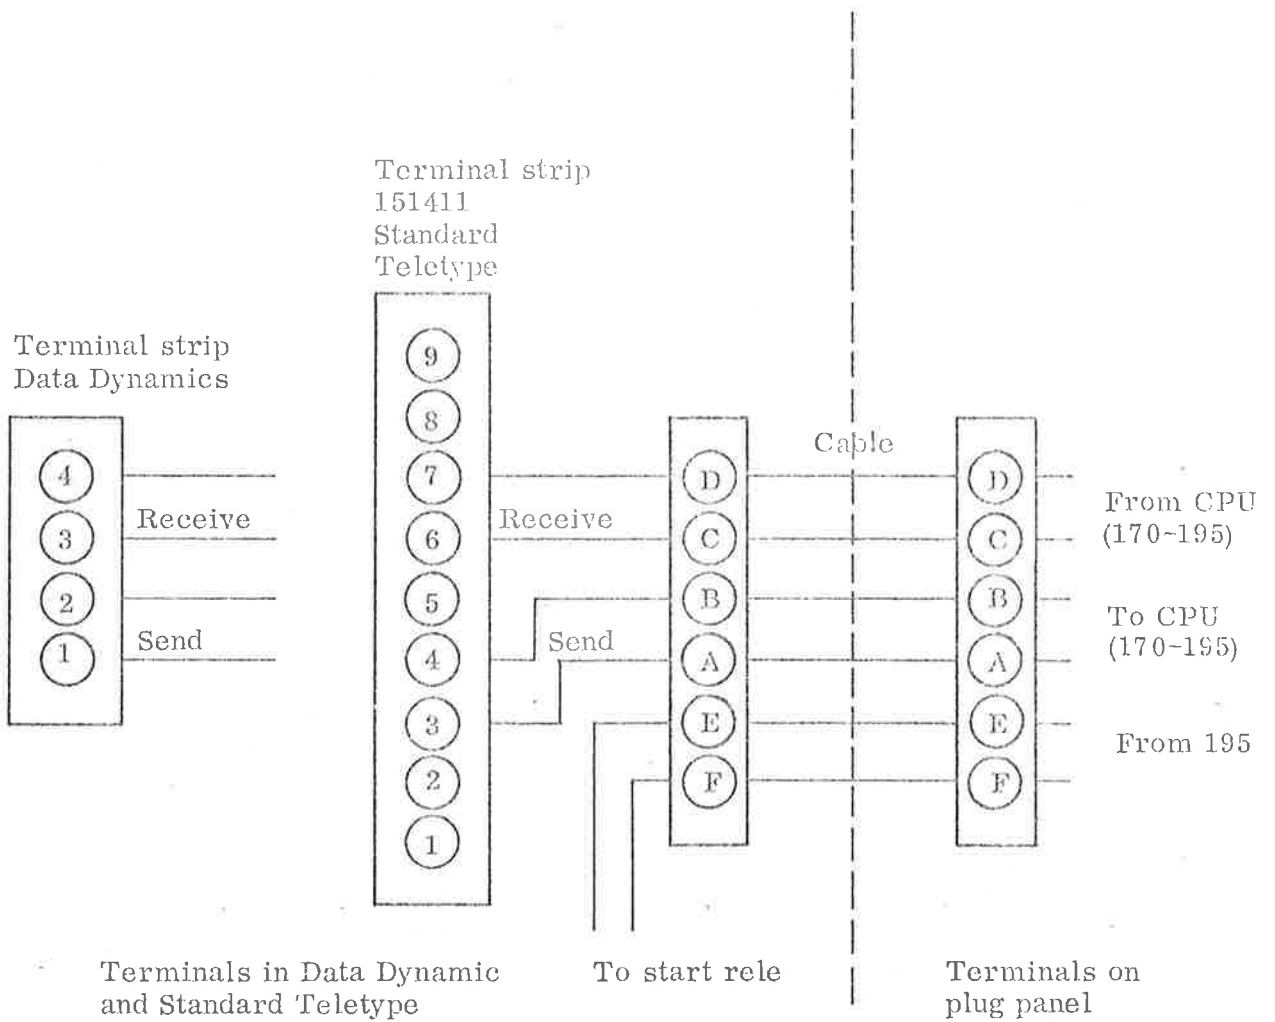 Terminal strip
151411
Standard
Teletype
Terminal strip
Data Dynamics
4
3
2
1
Receive
Send
9
8
7
6
5
4
3
2
1
Receive
Send
D
C
B
A
E
F
Cable
D
C
B
A
E
F
From CPU
(170-195)
To CPU
(170-195)
From 195
Terminals in Data Dynamic
and Standard Teletype
To start rele
Terminals on
plug panel